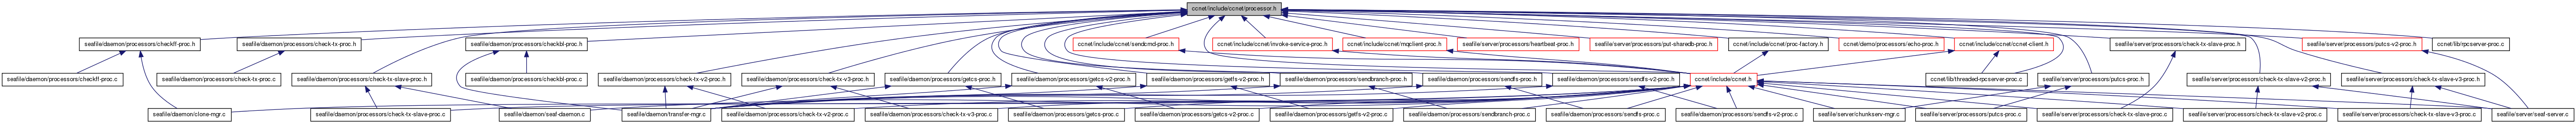 ccnet/include/ccnet/processor.h
seafile/daemon/processors/checkff-proc.h
seafile/daemon/processors/check-tx-proc.h
seafile/daemon/processors/checkbl-proc.h
ccnet/include/ccnet/sendcmd-proc.h
ccnet/include/ccnet/invoke-service-proc.h
ccnet/include/ccnet/mqclient-proc.h
seafile/server/processors/heartbeat-proc.h
seafile/server/processors/put-sharedb-proc.h
ccnet/include/ccnet/proc-factory.h
ccnet/demo/processors/echo-proc.h
ccnet/include/ccnet/ccnet-client.h
seafile/server/processors/check-tx-slave-proc.h
seafile/server/processors/putcs-v2-proc.h
ccnet/lib/rpcserver-proc.c
seafile/daemon/processors/checkff-proc.c
seafile/daemon/processors/check-tx-proc.c
seafile/daemon/processors/check-tx-slave-proc.h
seafile/daemon/processors/checkbl-proc.c
seafile/daemon/processors/check-tx-v2-proc.h
seafile/daemon/processors/check-tx-v3-proc.h
seafile/daemon/processors/getcs-proc.h
seafile/daemon/processors/getcs-v2-proc.h
seafile/daemon/processors/getfs-v2-proc.h
seafile/daemon/processors/sendbranch-proc.h
seafile/daemon/processors/sendfs-proc.h
seafile/daemon/processors/sendfs-v2-proc.h
ccnet/include/ccnet.h
ccnet/lib/threaded-rpcserver-proc.c
seafile/server/processors/putcs-proc.h
seafile/server/processors/check-tx-slave-v2-proc.h
seafile/server/processors/check-tx-slave-v3-proc.h
seafile/daemon/clone-mgr.c
seafile/daemon/processors/check-tx-slave-proc.c
seafile/daemon/seaf-daemon.c
seafile/daemon/transfer-mgr.c
seafile/daemon/processors/check-tx-v2-proc.c
seafile/daemon/processors/check-tx-v3-proc.c
seafile/daemon/processors/getcs-proc.c
seafile/daemon/processors/getcs-v2-proc.c
seafile/daemon/processors/getfs-v2-proc.c
seafile/daemon/processors/sendbranch-proc.c
seafile/daemon/processors/sendfs-proc.c
seafile/daemon/processors/sendfs-v2-proc.c
seafile/server/chunkserv-mgr.c
seafile/server/processors/putcs-proc.c
seafile/server/processors/check-tx-slave-proc.c
seafile/server/processors/check-tx-slave-v2-proc.c
seafile/server/processors/check-tx-slave-v3-proc.c
seafile/server/seaf-server.c